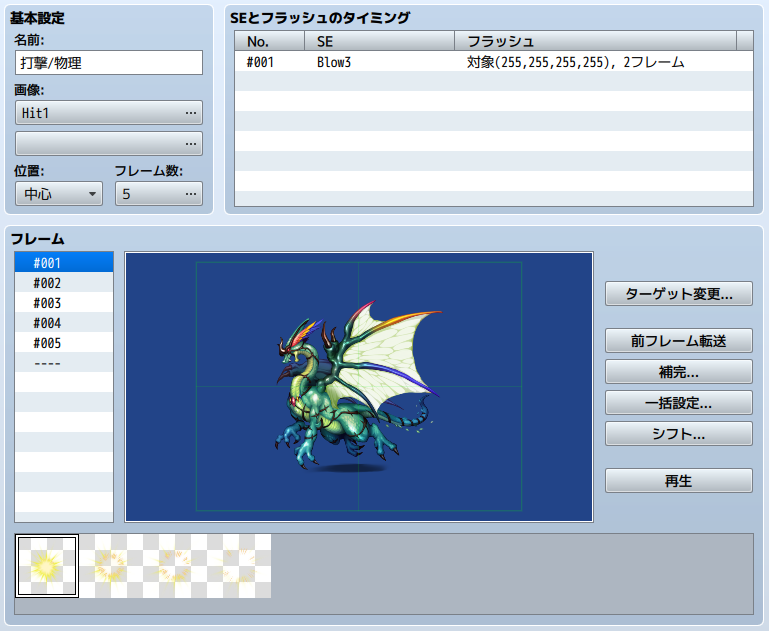 基本設定
名前:
打撃/物理
画像:
Hit1 ...
...
位置: フレーム数:
中心 5 ...
SEとフラッシュのタイミング
No. SE フラッシュ
#001 Blow3 対象(255,255,255,255), 2フレーム
フレーム
#001
#002
#003
#004
#005
----
ターゲット変更...
前フレーム転送
補完...
一括設定...
シフト...
再生